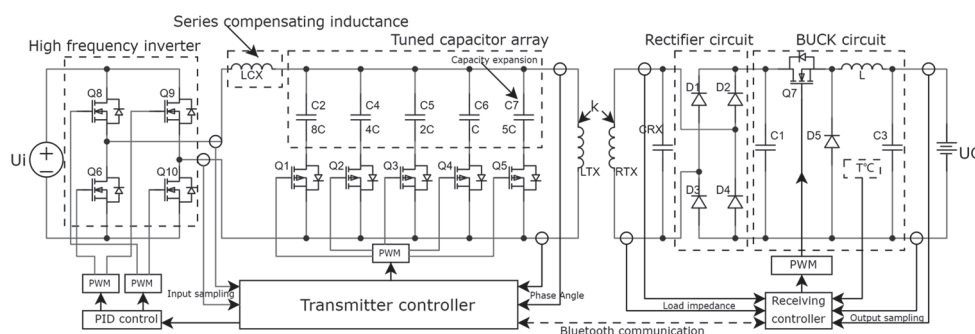 Series compensating inductance
High frequency inverter
Tuned capacitor array
Rectifier circuit
BUCK circuit
LCX
Capacity expansion
Q8
Q9
C2
C4
C5
C6
C7
8C
4C
2C
C
5C
k
D1
D2
Q7
L
Ui
CRX
C1
D5
C3
UO
Q6
Q10
Q1
Q2
Q3
Q4
Q5
LTX
RTX
T℃
D3
D4
PWM
PWM
PWM
PWM
Input sampling
Transmitter controller
Phase Angle
Load impedance
Receiving
controller
Output sampling
PID control
Bluetooth communication